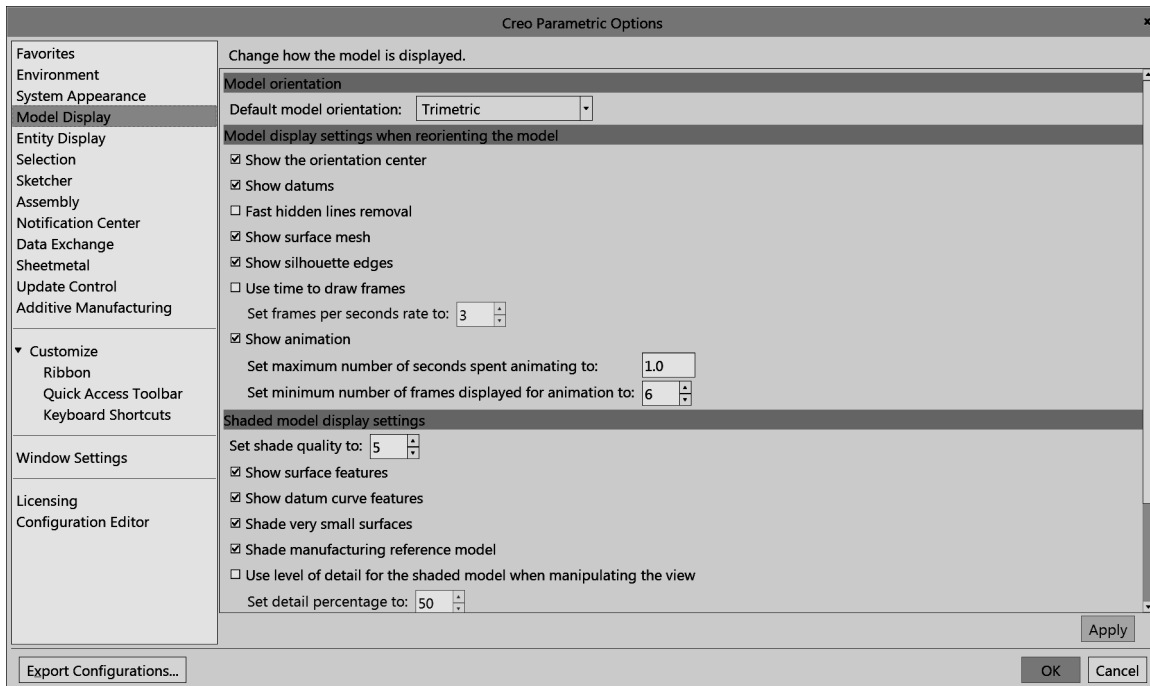 Creo Parametric Options
Favorites
Environment
System Appearance
Model Display
Entity Display
Selection
Sketcher
Assembly
Notification Center
Data Exchange
Sheetmetal
Update Control
Additive Manufacturing
Customize
Ribbon
Quick Access Toolbar
Keyboard Shortcuts
Window Settings
Licensing
Configuration Editor
Change how the model is displayed.
Model orientation
Default model orientation: Trimetric
Model display settings when reorienting the model
Show the orientation center
Show datums
Fast hidden lines removal
Show surface mesh
Show silhouette edges
Use time to draw frames
Set frames per seconds rate to: 3
Show animation
Set maximum number of seconds spent animating to: 1.0
Set minimum number of frames displayed for animation to: 6
Shaded model display settings
Set shade quality to: 5
Show surface features
Show datum curve features
Shade very small surfaces
Shade manufacturing reference model
Use level of detail for the shaded model when manipulating the view
Set detail percentage to: 50
Apply
Export Configurations...
OK Cancel